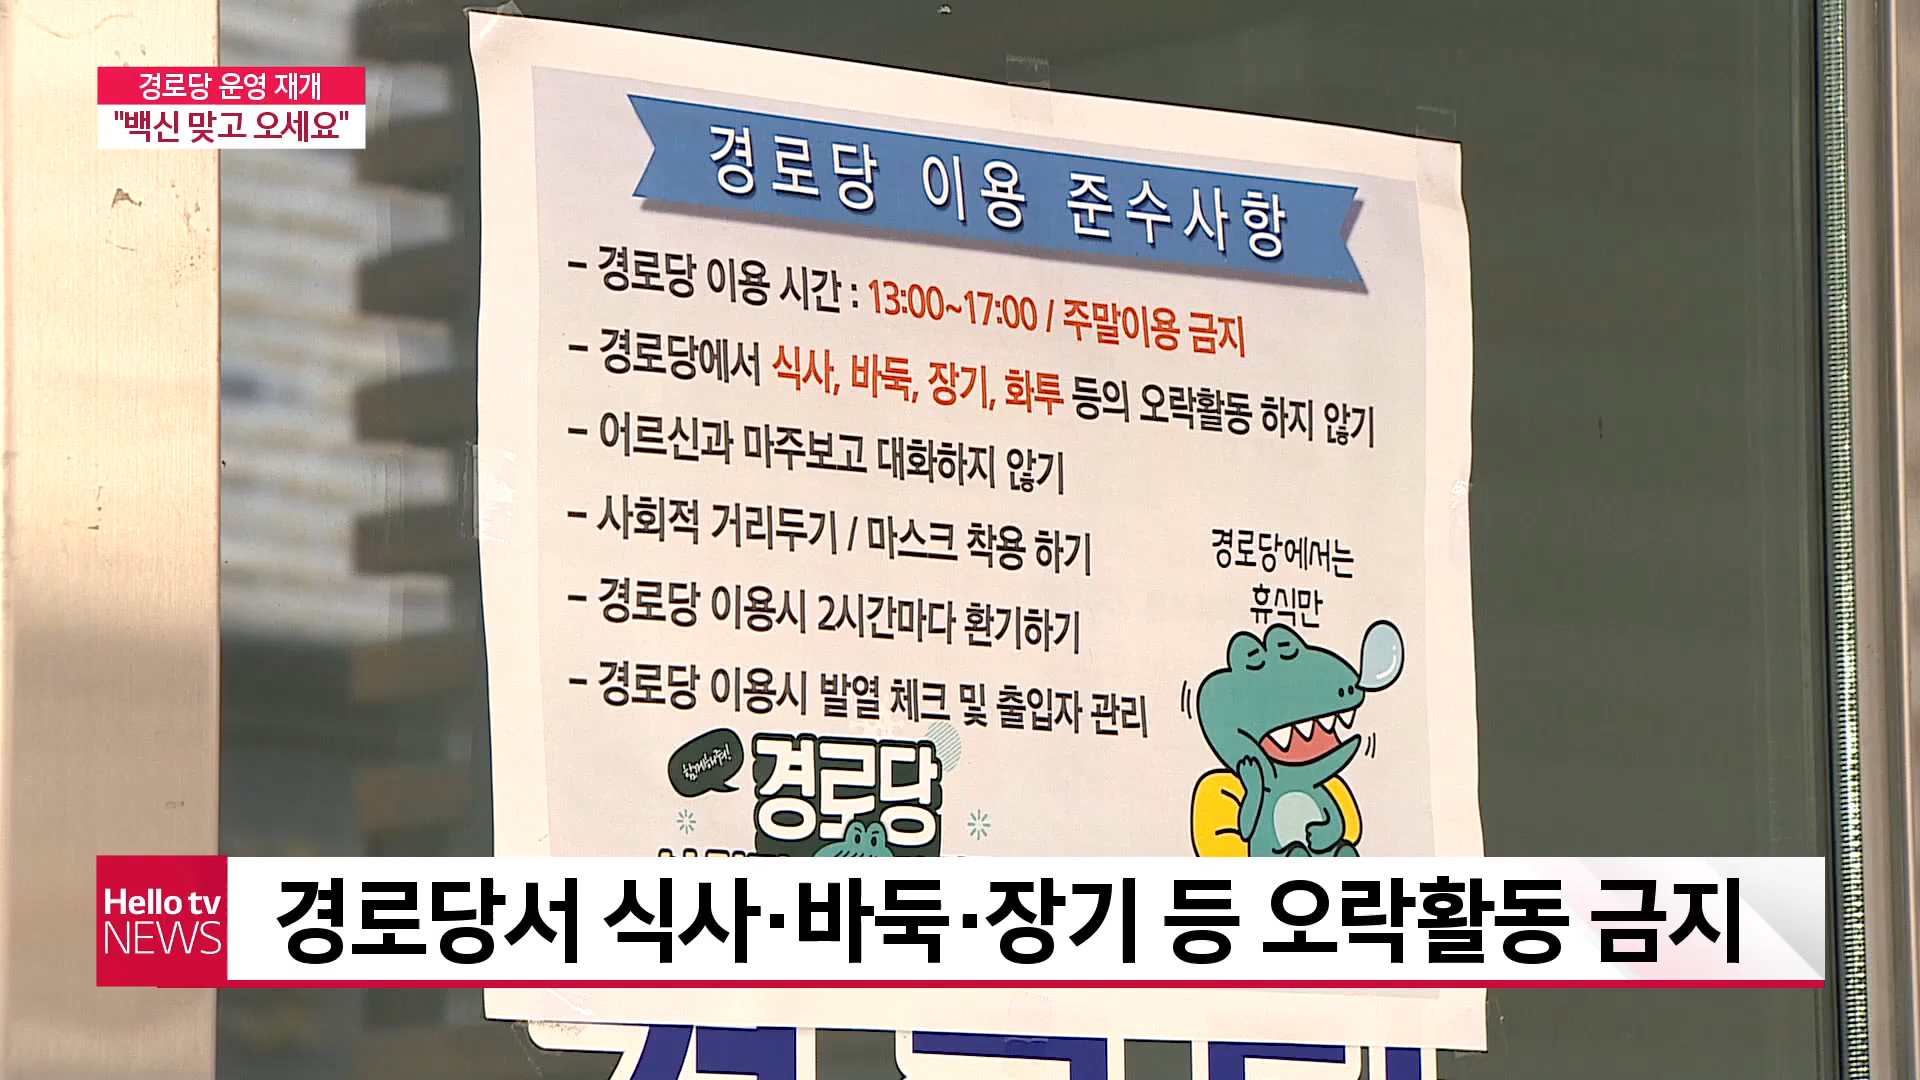 경로당 운영 재개
"백신 맞고 오세요"
경로당 이용 준수사항
- 경로당 이용 시간 : 13:00~17:00 / 주말이용 금지
- 경로당에서 식사, 바둑, 장기, 화투 등의 오락활동 하지 않기
- 어르신과 마주보고 대화하지 않기
- 사회적 거리두기 / 마스크 착용 하기
- 경로당 이용시 2시간마다 환기하기
- 경로당 이용시 발열 체크 및 출입자 관리
경로당에서는
휴식만
함께해줘!
경로당
Hello tv
NEWS
경로당서 식사·바둑·장기 등 오락활동 금지